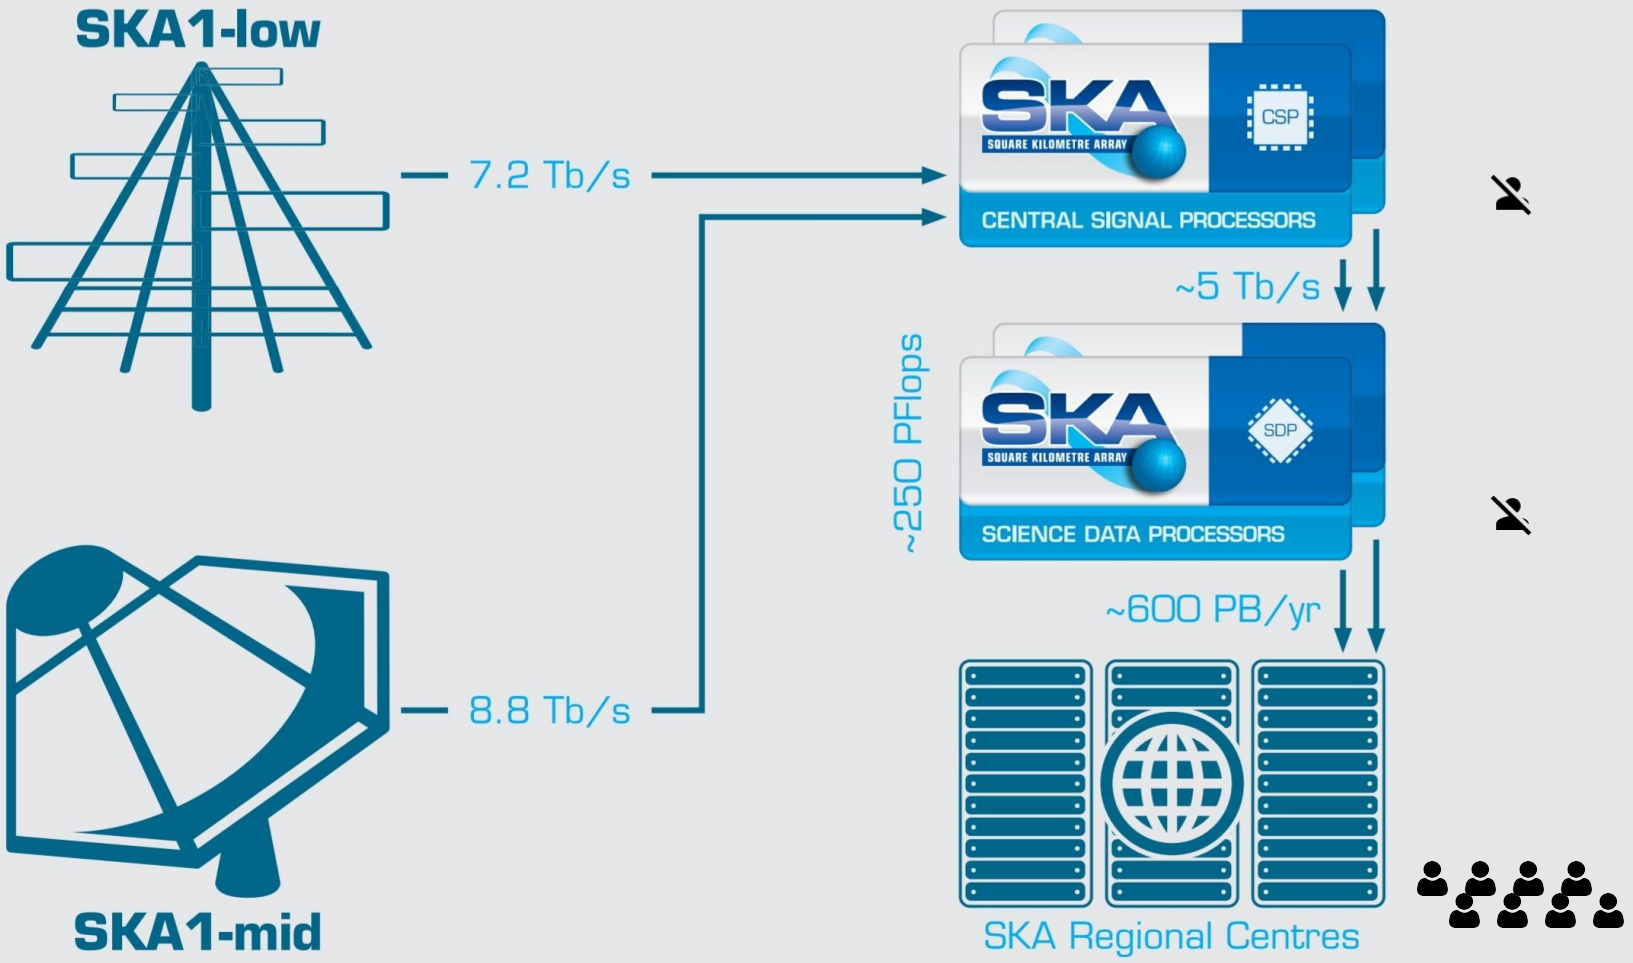 SKA1-low
7.2 Tb/s
SKA
SQUARE KILOMETRE ARRAY
CSP
CENTRAL SIGNAL PROCESSORS
~5 Tb/s
~250 PFlops
SKA
SQUARE KILOMETRE ARRAY
SDP
SCIENCE DATA PROCESSORS
~600 PB/yr
8.8 Tb/s
SKA1-mid
SKA Regional Centres